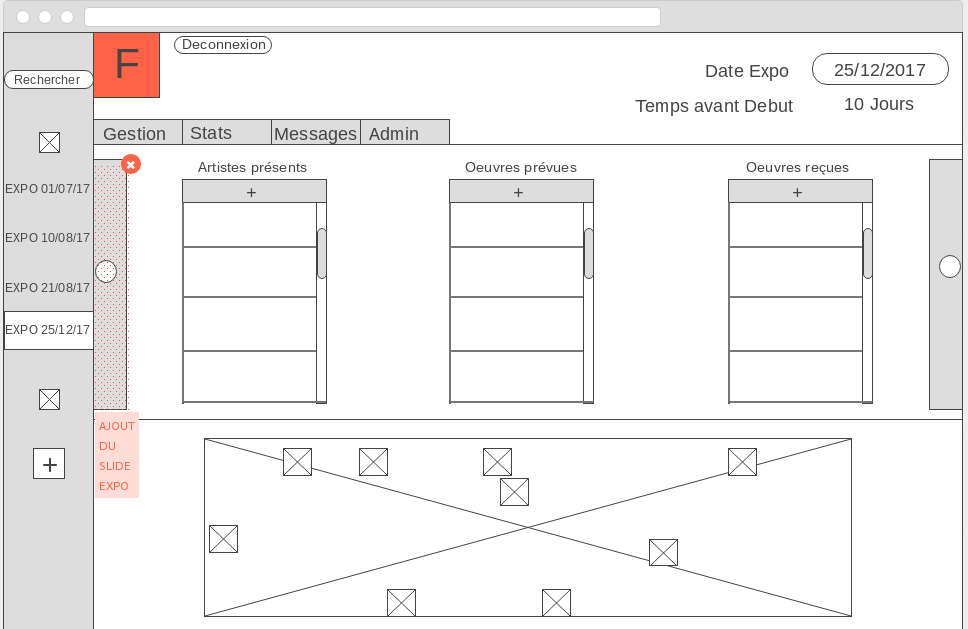 F
Deconnexion
Rechercher
Date Expo
25/12/2017
Temps avant Debut
10 Jours
Gestion
Stats
Messages
Admin
Artistes présents
Oeuvres prévues
Oeuvres reçues
+
+
+
EXPO 01/07/17
EXPO 10/08/17
EXPO 21/08/17
EXPO 25/12/17
+
AJOUT
DU
SLIDE
EXPO